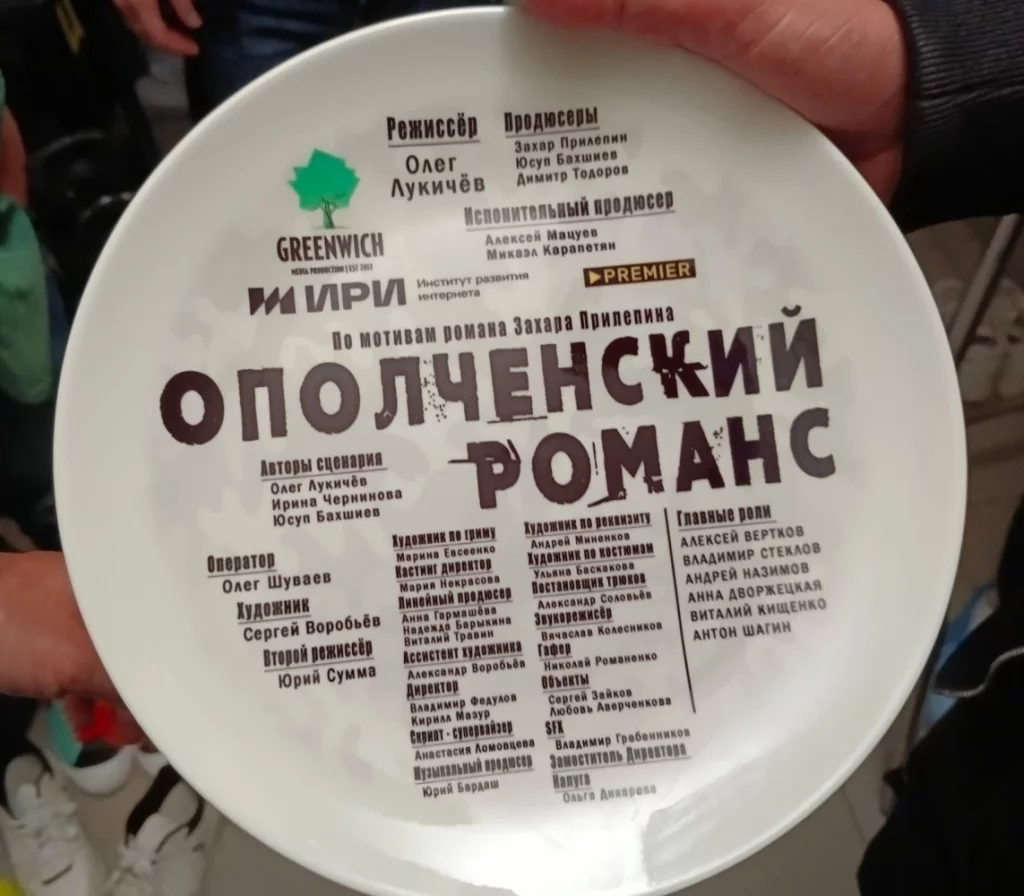 Режиссёр
Олег
Лукичёв
Продюсеры
Захар Прилепин
Юсуп Бахшиев
Димитр Тодоров
Испонительный продюсер
Алексей Мацуев
Микаэл Карапетян
GREENWICH
MEDIA PRODUCTION | EST 2013
ИРИ
Институт развития
интернета
PREMIER
По мотивам романа Захара Прилепина
ОПОЛЧЕНСКИЙ
РОМАНС
Авторы сценария
Олег Лукичёв
Ирина Чернинова
Юсуп Бахшиев
Оператор
Олег Шуваев
Художник
Сергей Воробьёв
Второй режиссёр
Юрий Сумма
Художник по гриму
Марина Евсеенко
Кастинг директор
Мария Некрасова
Линейный продюсер
Анна Гармашёва
Надежда Барыкина
Виталий Травин
Ассистент художника
Александр Воробьёв
Директор
Владимир Федулов
Кирилл Мазур
Скрипт - супервайзер
Анастасия Ломовцева
Музыкальный продюсер
Юрий Бардаш
Художник по реквизиту
Андрей Миненков
Художник по костюмам
Ульяна Баскакова
Постановщик трюков
Александр Соловьёв
Звукорежиссёр
Вячаслав Колесников
Гафер
Николай Романенко
Объекты
Сергей Зайков
Любовь Аверченкова
SFX
Владимир Гребенников
Заместитель Директора
Калуга
Ольга Дикарева
Главные роли
АЛЕКСЕЙ ВЕРТКОВ
ВЛАДИМИР СТЕКЛОВ
АНДРЕЙ НАЗИМОВ
АННА ДВОРЖЕЦКАЯ
ВИТАЛИЙ КИЩЕНКО
АНТОН ШАГИН